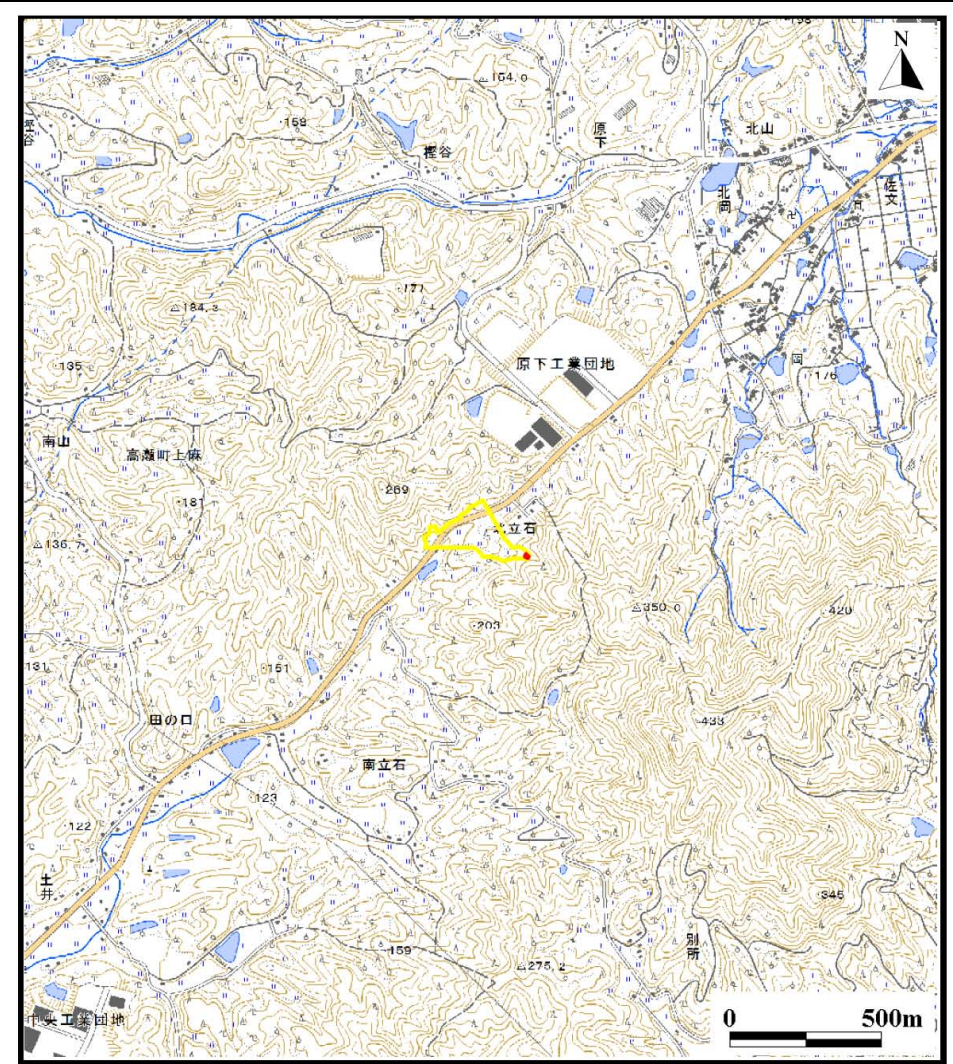 N
△154.0
·158
原下
北山
樫谷
北岡
佐文
·171
△184.3
原下工業団地
岡
·135
·176
南山
高瀬町上麻
·269
·181
北立石
△136.7
△350.0
·420
·203
131
·151
田の口
·433
南立石
123
·122
土井
·345
·159
別所
△275.2
中央工業団地
0 500m